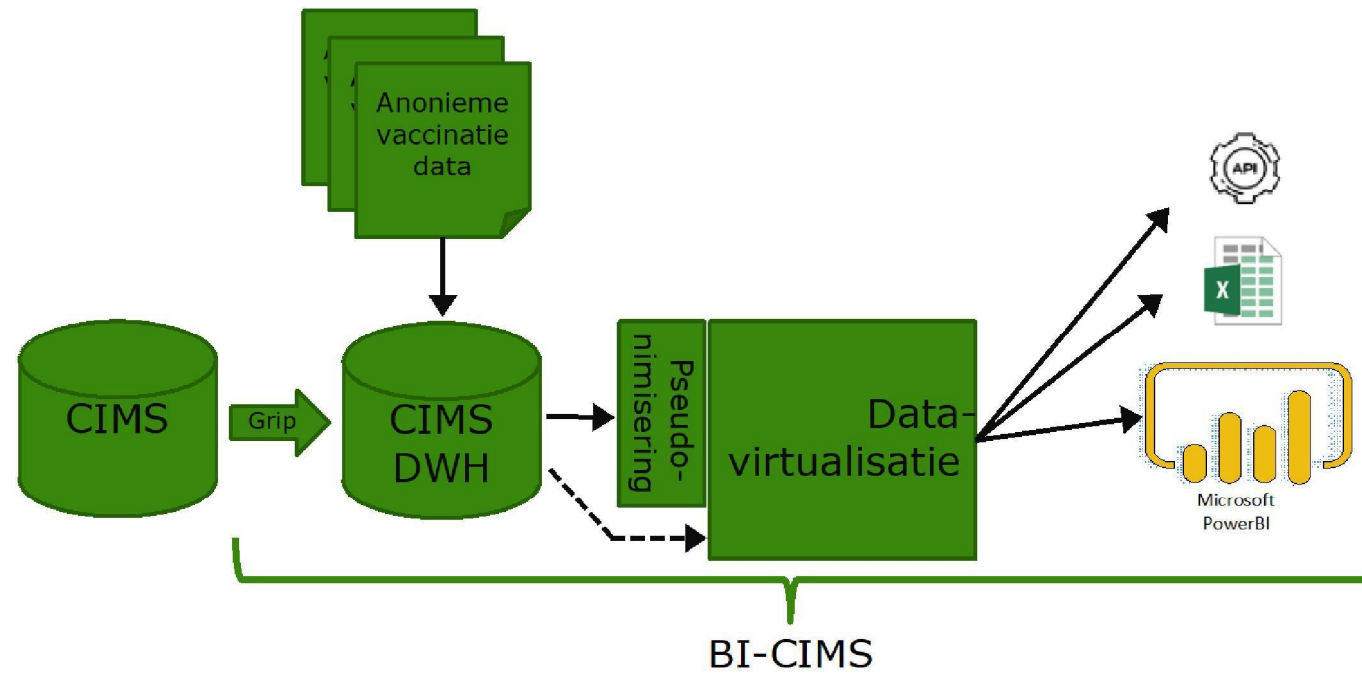 Anonieme
vaccinatie
data
CIMS
Grip
CIMS
DWH
Pseudo-
nimisering
Data-
virtualisatie
API
X
Microsoft
PowerBI
BI-CIMS